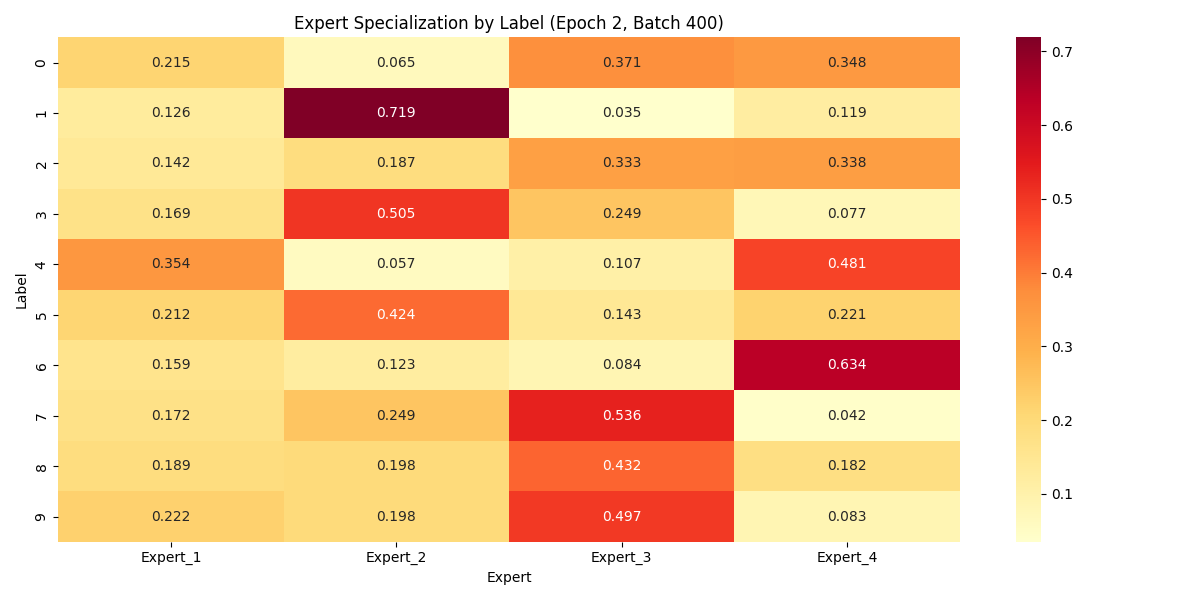 Expert Specialization by Label (Epoch 2, Batch 400)
0 0.215 0.065 0.371 0.348
1 0.126 0.719 0.035 0.119
2 0.142 0.187 0.333 0.338
3 0.169 0.505 0.249 0.077
4 0.354 0.057 0.107 0.481
5 0.212 0.424 0.143 0.221
6 0.159 0.123 0.084 0.634
7 0.172 0.249 0.536 0.042
8 0.189 0.198 0.432 0.182
9 0.222 0.198 0.497 0.083
Label
Expert_1 Expert_2 Expert_3 Expert_4
Expert
0.7
0.6
0.5
0.4
0.3
0.2
0.1